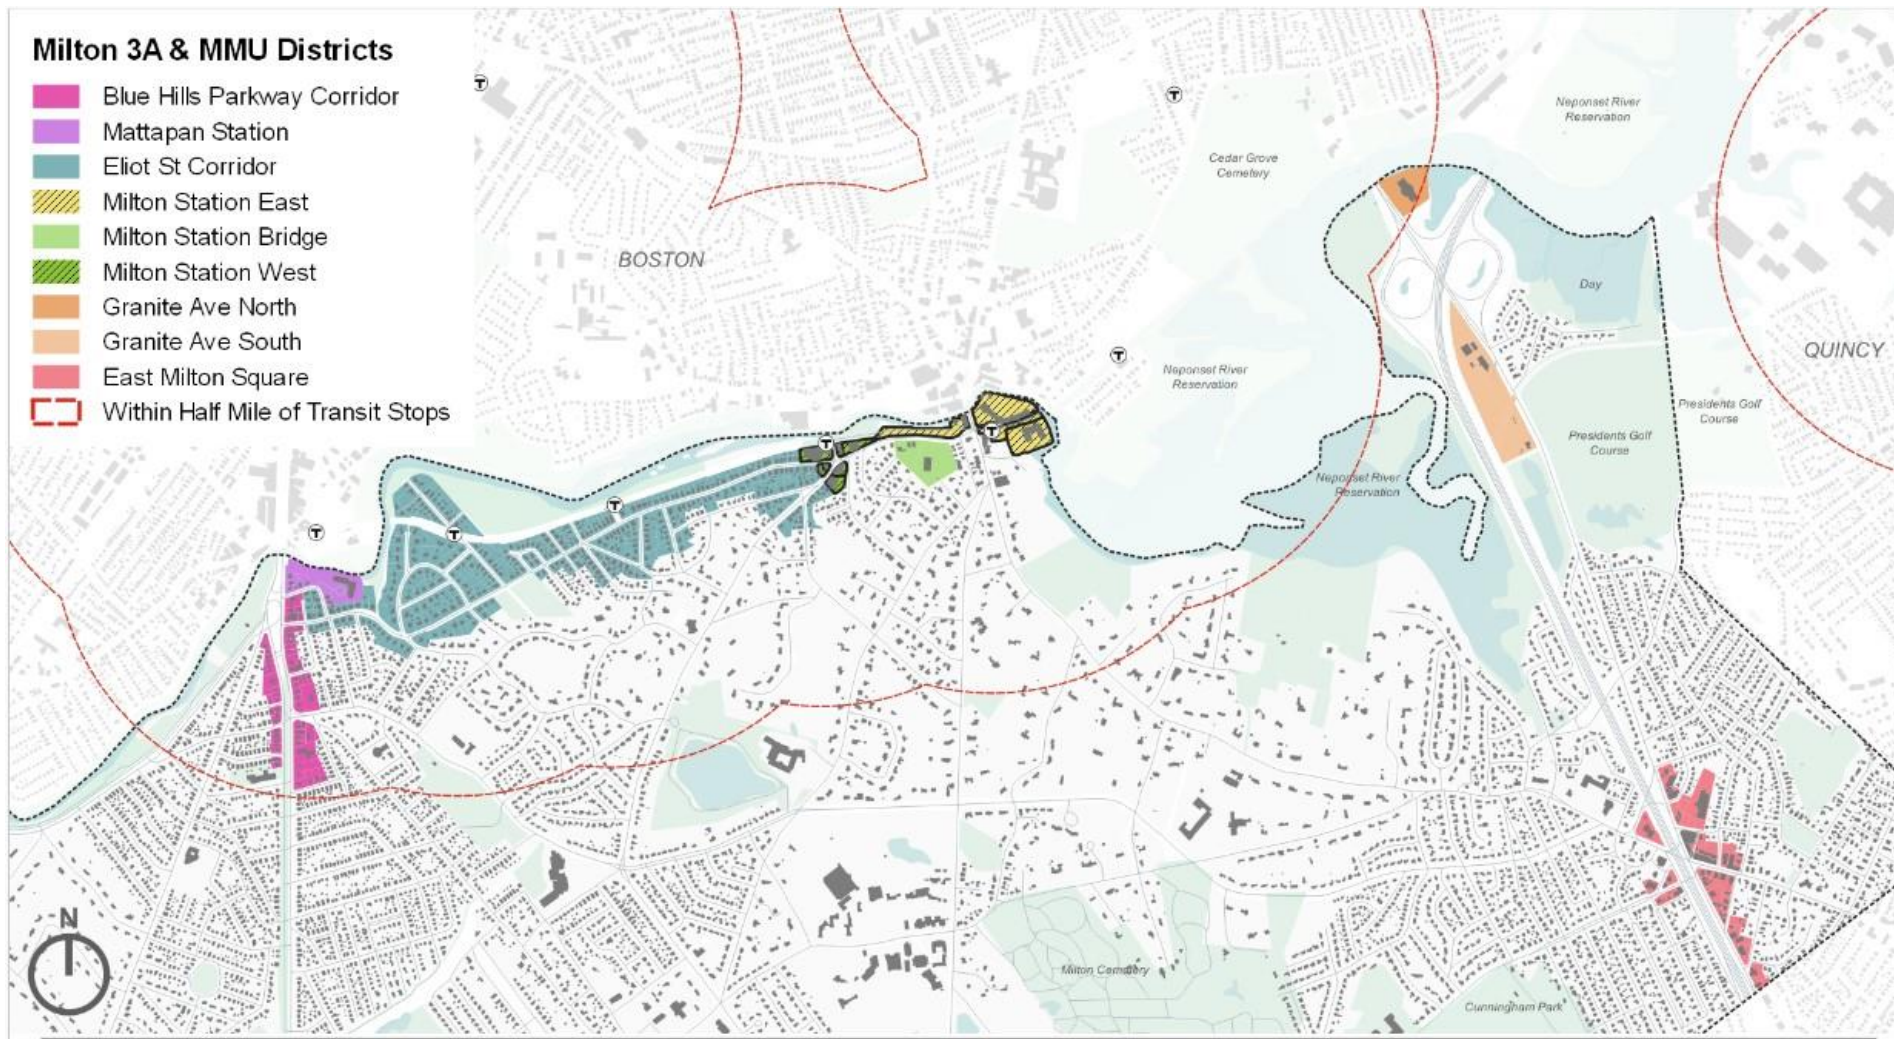 Milton 3A & MMU Districts
Blue Hills Parkway Corridor
Mattapan Station
Eliot St Corridor
Milton Station East
Milton Station Bridge
Milton Station West
Granite Ave North
Granite Ave South
East Milton Square
Within Half Mile of Transit Stops
T
T
Neponset River
Reservation
Cedar Grove
Cemetery
BOSTON
Day
QUINCY
T
Neponset River
Reservation
Presidents Golf
Course
Presidents Golf
Course
T
T
Neponset River
Reservation
T
T
T
N
Milton Cemetery
Cunningham Park